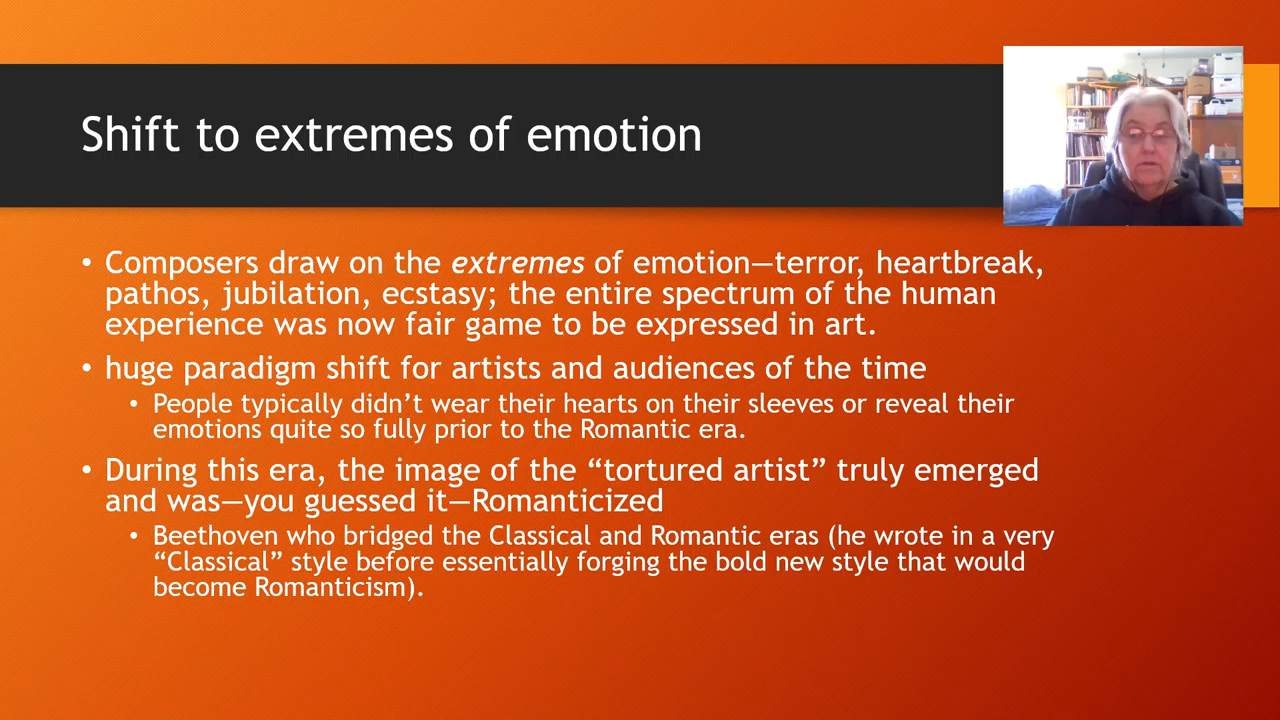 Shift to extremes of emotion
• Composers draw on the extremes of emotion—terror, heartbreak,
pathos, jubilation, ecstasy; the entire spectrum of the human
experience was now fair game to be expressed in art.
• huge paradigm shift for artists and audiences of the time
• People typically didn’t wear their hearts on their sleeves or reveal their
emotions quite so fully prior to the Romantic era.
• During this era, the image of the “tortured artist” truly emerged
and was—you guessed it—Romanticized
• Beethoven who bridged the Classical and Romantic eras (he wrote in a very
“Classical” style before essentially forging the bold new style that would
become Romanticism).